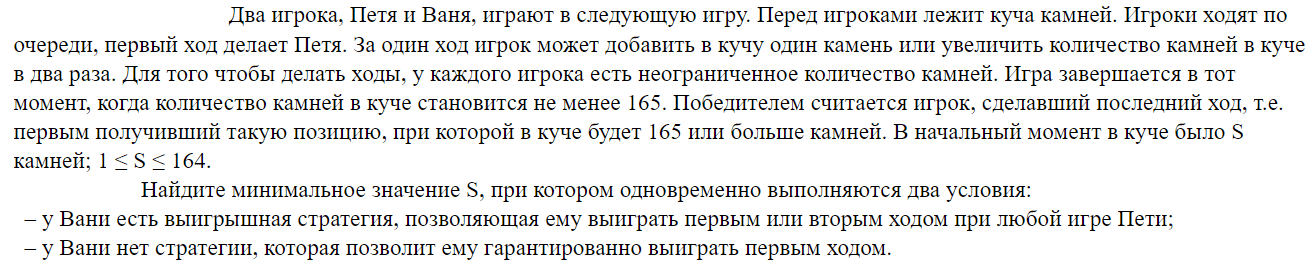 Два игрока, Петя и Ваня, играют в следующую игру. Перед игроками лежит куча камней. Игроки ходят по
очереди, первый ход делает Петя. За один ход игрок может добавить в кучу один камень или увеличить количество камней в куче
в два раза. Для того чтобы делать ходы, у каждого игрока есть неограниченное количество камней. Игра завершается в тот
момент, когда количество камней в куче становится не менее 165. Победителем считается игрок, сделавший последний ход, т.е.
первым получивший такую позицию, при которой в куче будет 165 или больше камней. В начальный момент в куче было S
камней; 1 ≤ S ≤ 164.
Найдите минимальное значение S, при котором одновременно выполняются два условия:
– у Вани есть выигрышная стратегия, позволяющая ему выиграть первым или вторым ходом при любой игре Пети;
– у Вани нет стратегии, которая позволит ему гарантированно выиграть первым ходом.